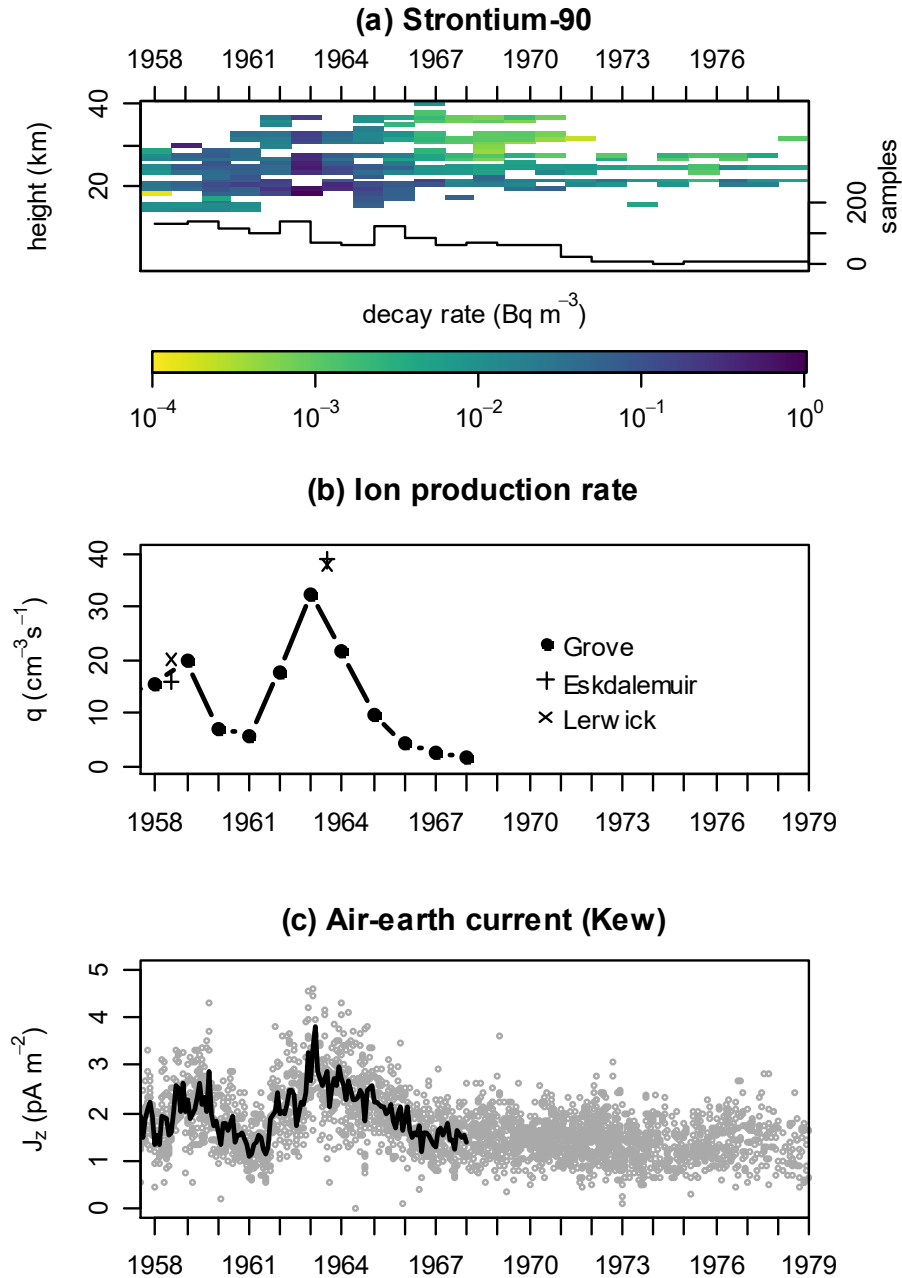 (a) Strontium-90
1958 1961 1964 1967 1970 1973 1976
40
20
height (km)
200
0
samples
decay rate (Bq m⁻³)
10⁻⁴ 10⁻³ 10⁻² 10⁻¹ 10⁰
(b) Ion production rate
40
30
20
10
0
q (cm⁻³s⁻¹)
Grove
Eskdalemuir
Lerwick
1958 1961 1964 1967 1970 1973 1976 1979
(c) Air-earth current (Kew)
5
4
3
2
1
0
J_z (pA m⁻²)
1958 1961 1964 1967 1970 1973 1976 1979